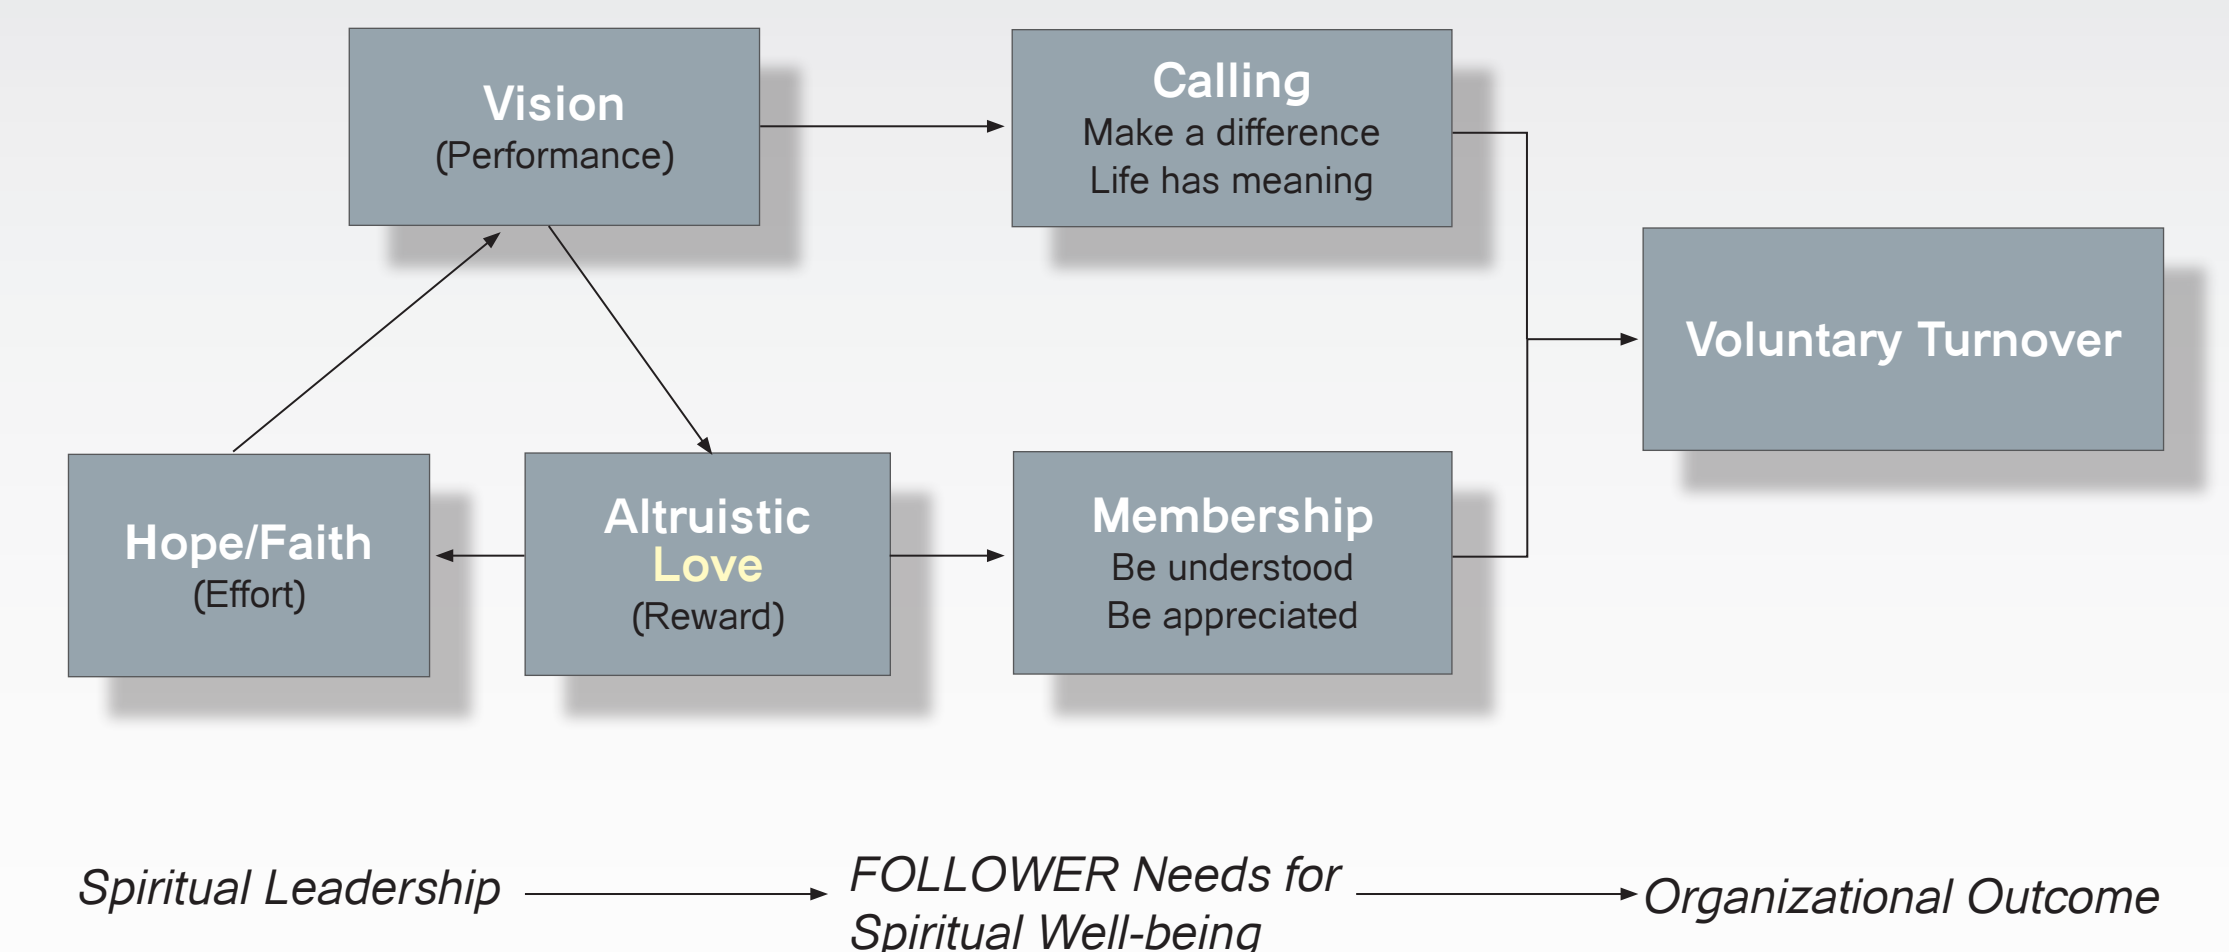 Vision
(Performance)
Calling
Make a difference
Life has meaning
Voluntary Turnover
Hope/Faith
(Effort)
Altruistic
Love
(Reward)
Membership
Be understood
Be appreciated
Spiritual Leadership
FOLLOWER Needs for
Spiritual Well-being
Organizational Outcome